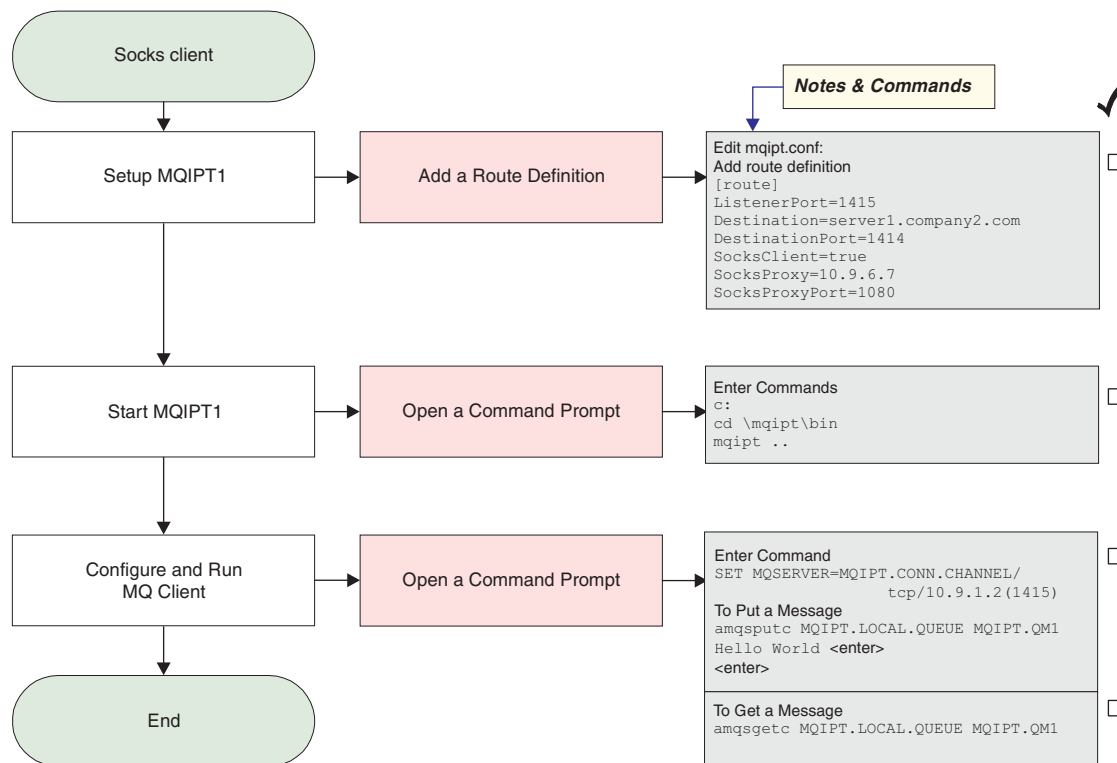 Socks client
Notes & Commands
Setup MQIPT1
Add a Route Definition
Edit mqipt.conf:
Add route definition
[route]
ListenerPort=1415
Destination=server1.company2.com
DestinationPort=1414
SocksClient=true
SocksProxy=10.9.6.7
SocksProxyPort=1080
Start MQIPT1
Open a Command Prompt
Enter Commands
c:
cd \mqipt\bin
mqipt ..
Configure and Run
MQ Client
Open a Command Prompt
Enter Command
SET MQSERVER=MQIPT.CONN.CHANNEL/
tcp/10.9.1.2(1415)
To Put a Message
amqsputc MQIPT.LOCAL.QUEUE MQIPT.QM1
Hello World <enter>
<enter>
End
To Get a Message
amqsgetc MQIPT.LOCAL.QUEUE MQIPT.QM1